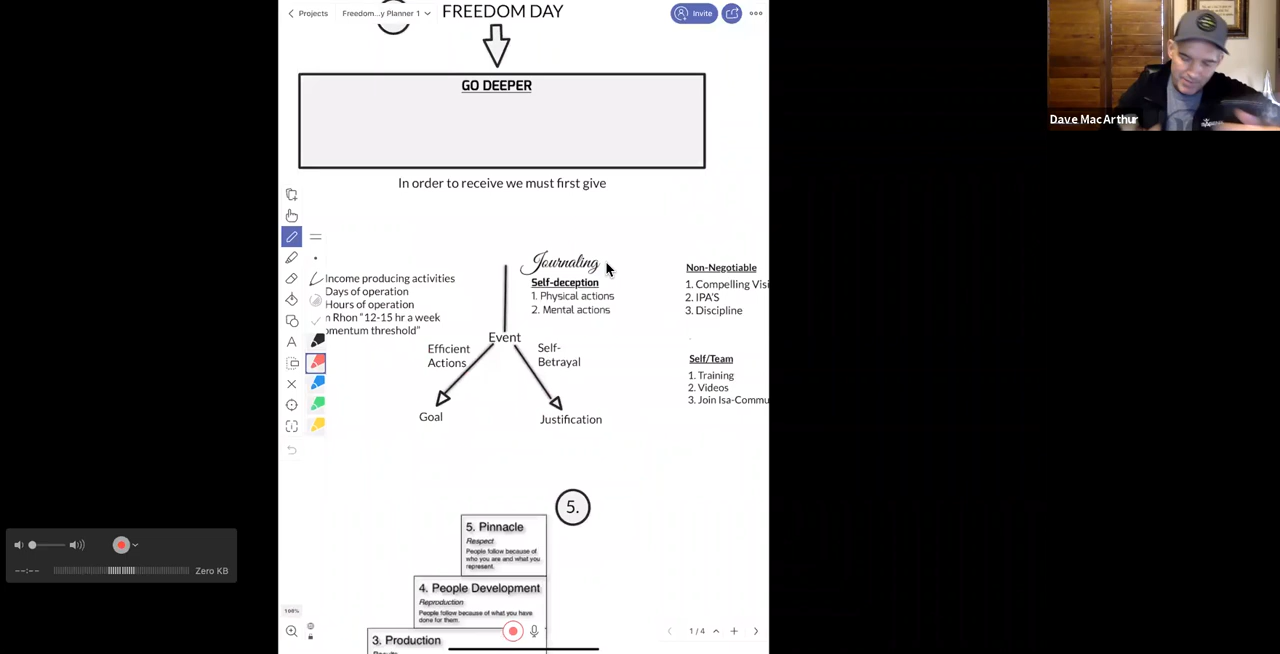 Projects
Freedom...y Planner 1
FREEDOM DAY
Invite
GO DEEPER
Dave Mac Arthur
In order to receive we must first give
Income producing activities
Days of operation
Hours of operation
n Rhon "12-15 hr a week
omentum threshold"
Journaling
Self-deception
1. Physical actions
2. Mental actions
Non-Negotiable
1. Compelling Visi
2. IPA'S
3. Discipline
Event
Efficient
Actions
Self-
Betrayal
Goal
Justification
Self/Team
1. Training
2. Videos
3. Join Isa-Commu
5.
5. Pinnacle
Respect
People follow because of
who you are and what you
represent.
4. People Development
Reproduction
People follow because of what you have
done for them.
3. Production
Results
--:--
Zero KB
100%
1 / 4